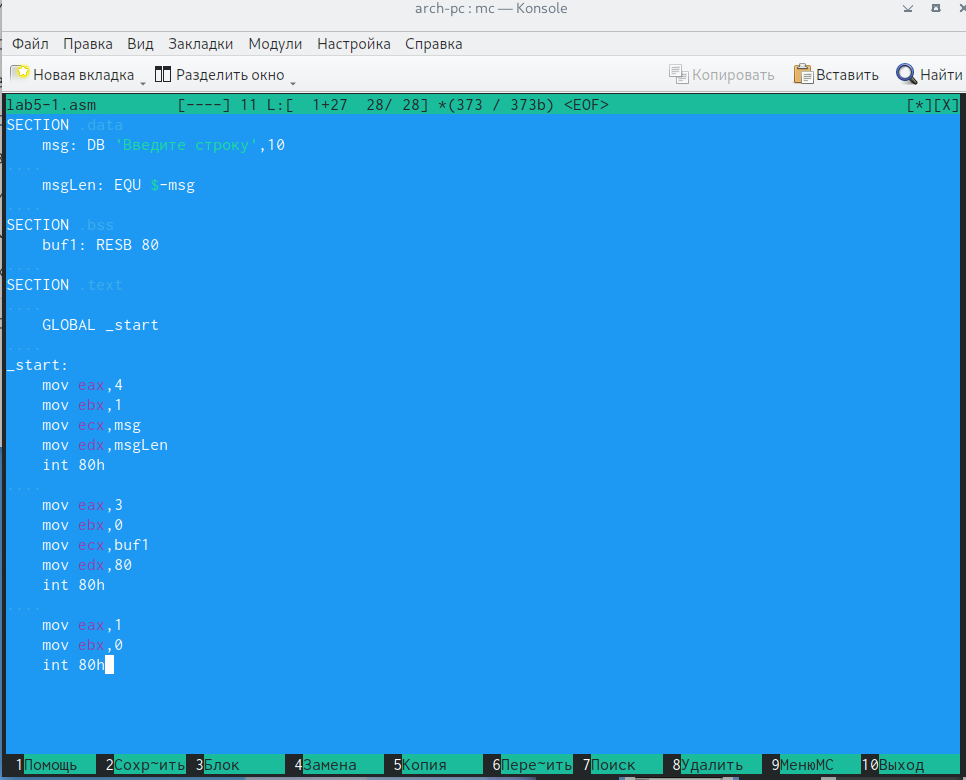 arch-pc : mc — Konsole
Файл Правка Вид Закладки Модули Настройка Справка
Новая вкладка Разделить окно Копировать Вставить Найти
lab5-1.asm [----] 11 L:[ 1+27 28/ 28] *(373 / 373b) <EOF> [*][X]
SECTION .data
msg: DB 'Введите строку',10
....
msgLen: EQU $-msg
....
SECTION .bss
buf1: RESB 80
....
SECTION .text
....
GLOBAL _start
....
_start:
mov eax,4
mov ebx,1
mov ecx,msg
mov edx,msgLen
int 80h
....
mov eax,3
mov ebx,0
mov ecx,buf1
mov edx,80
int 80h
....
mov eax,1
mov ebx,0
int 80h
1Помощь 2Сохр~ить 3Блок 4Замена 5Копия 6Пере~ить 7Поиск 8Удалить 9МенюMC 10Выход